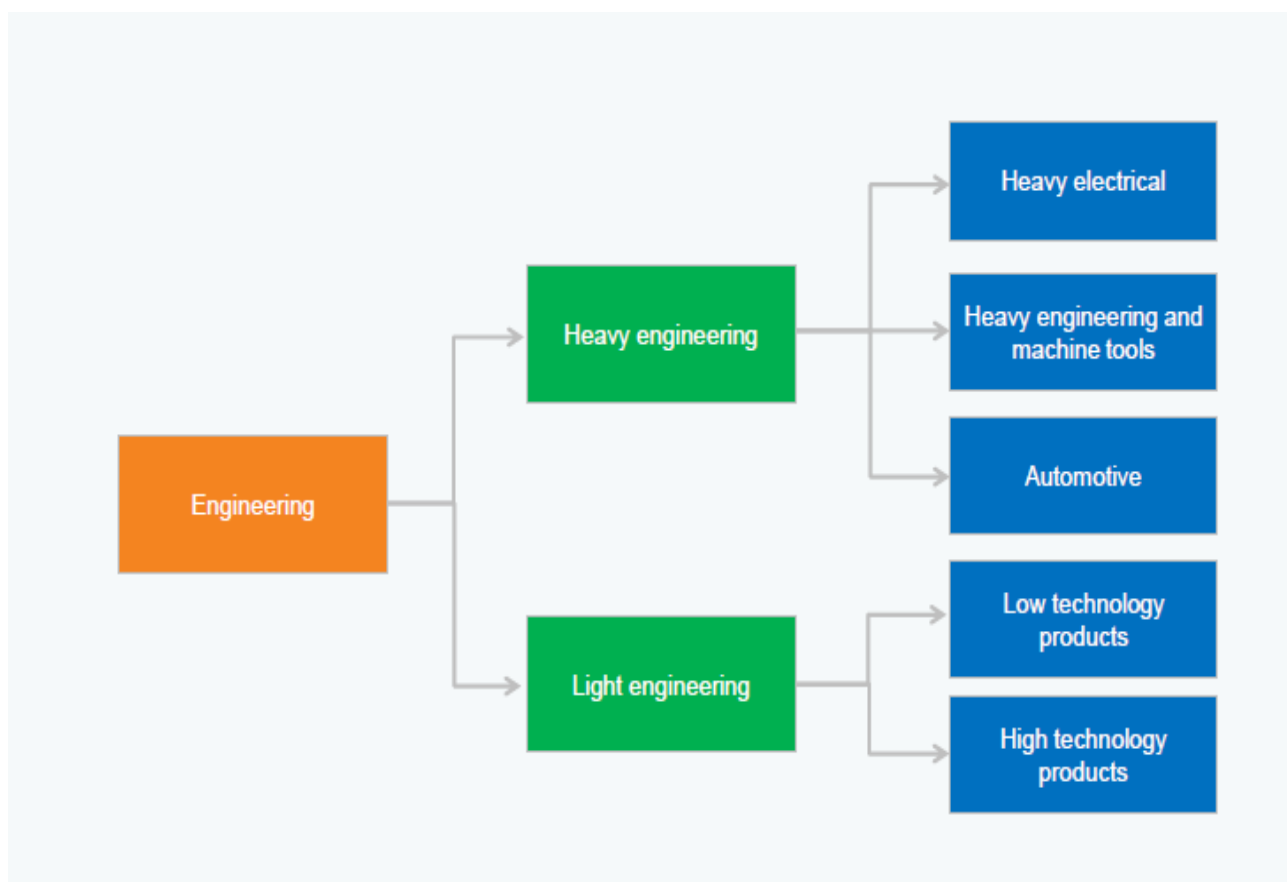 Heavy electrical
Heavy engineering and
machine tools
Heavy engineering
Automotive
Engineering
Low technology
products
Light engineering
High technology
products